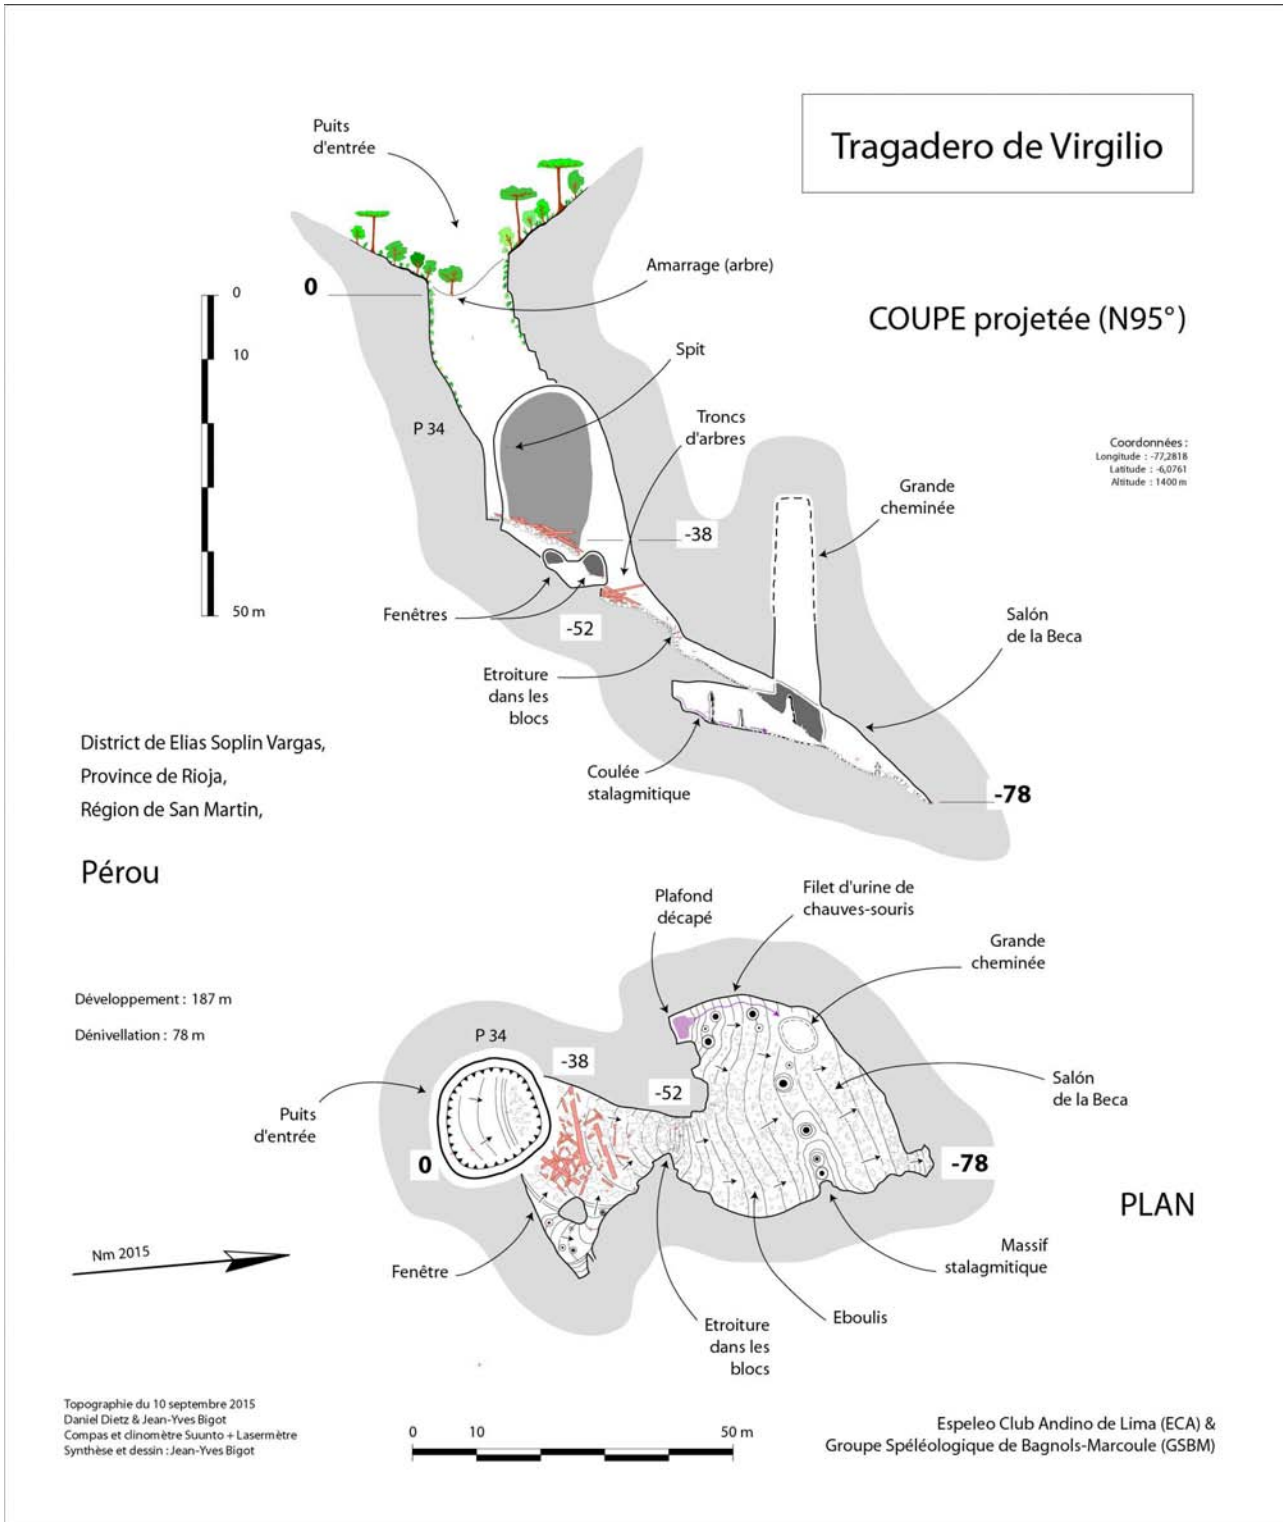 Tragadero de Virgilio
Puits
d'entrée
Amarrage (arbre)
0
0
10
50 m
COUPE projetée (N95°)
Spit
P 34
Troncs
d'arbres
Coordonnées :
Longitude : -77,2818
Latitude : -6,0761
Altitude : 1400 m
Grande
cheminée
-38
Fenêtres
-52
Salón
de la Beca
Etroiture
dans les
blocs
Coulée
stalagmitique
-78
District de Elias Soplin Vargas,
Province de Rioja,
Région de San Martin,
Pérou
Plafond
décapé
Filet d'urine de
chauves-souris
Grande
cheminée
Développement : 187 m
Dénivellation : 78 m
P 34
-38
-52
Salón
de la Beca
Puits
d'entrée
0
-78
PLAN
Nm 2015
Fenêtre
Massif
stalagmitique
Eboulis
Etroiture
dans les
blocs
Topographie du 10 septembre 2015
Daniel Dietz & Jean-Yves Bigot
Compas et clinomètre Suunto + Lasermètre
Synthèse et dessin : Jean-Yves Bigot
0
10
50 m
Espeleo Club Andino de Lima (ECA) &
Groupe Spéléologique de Bagnols-Marcoule (GSBM)